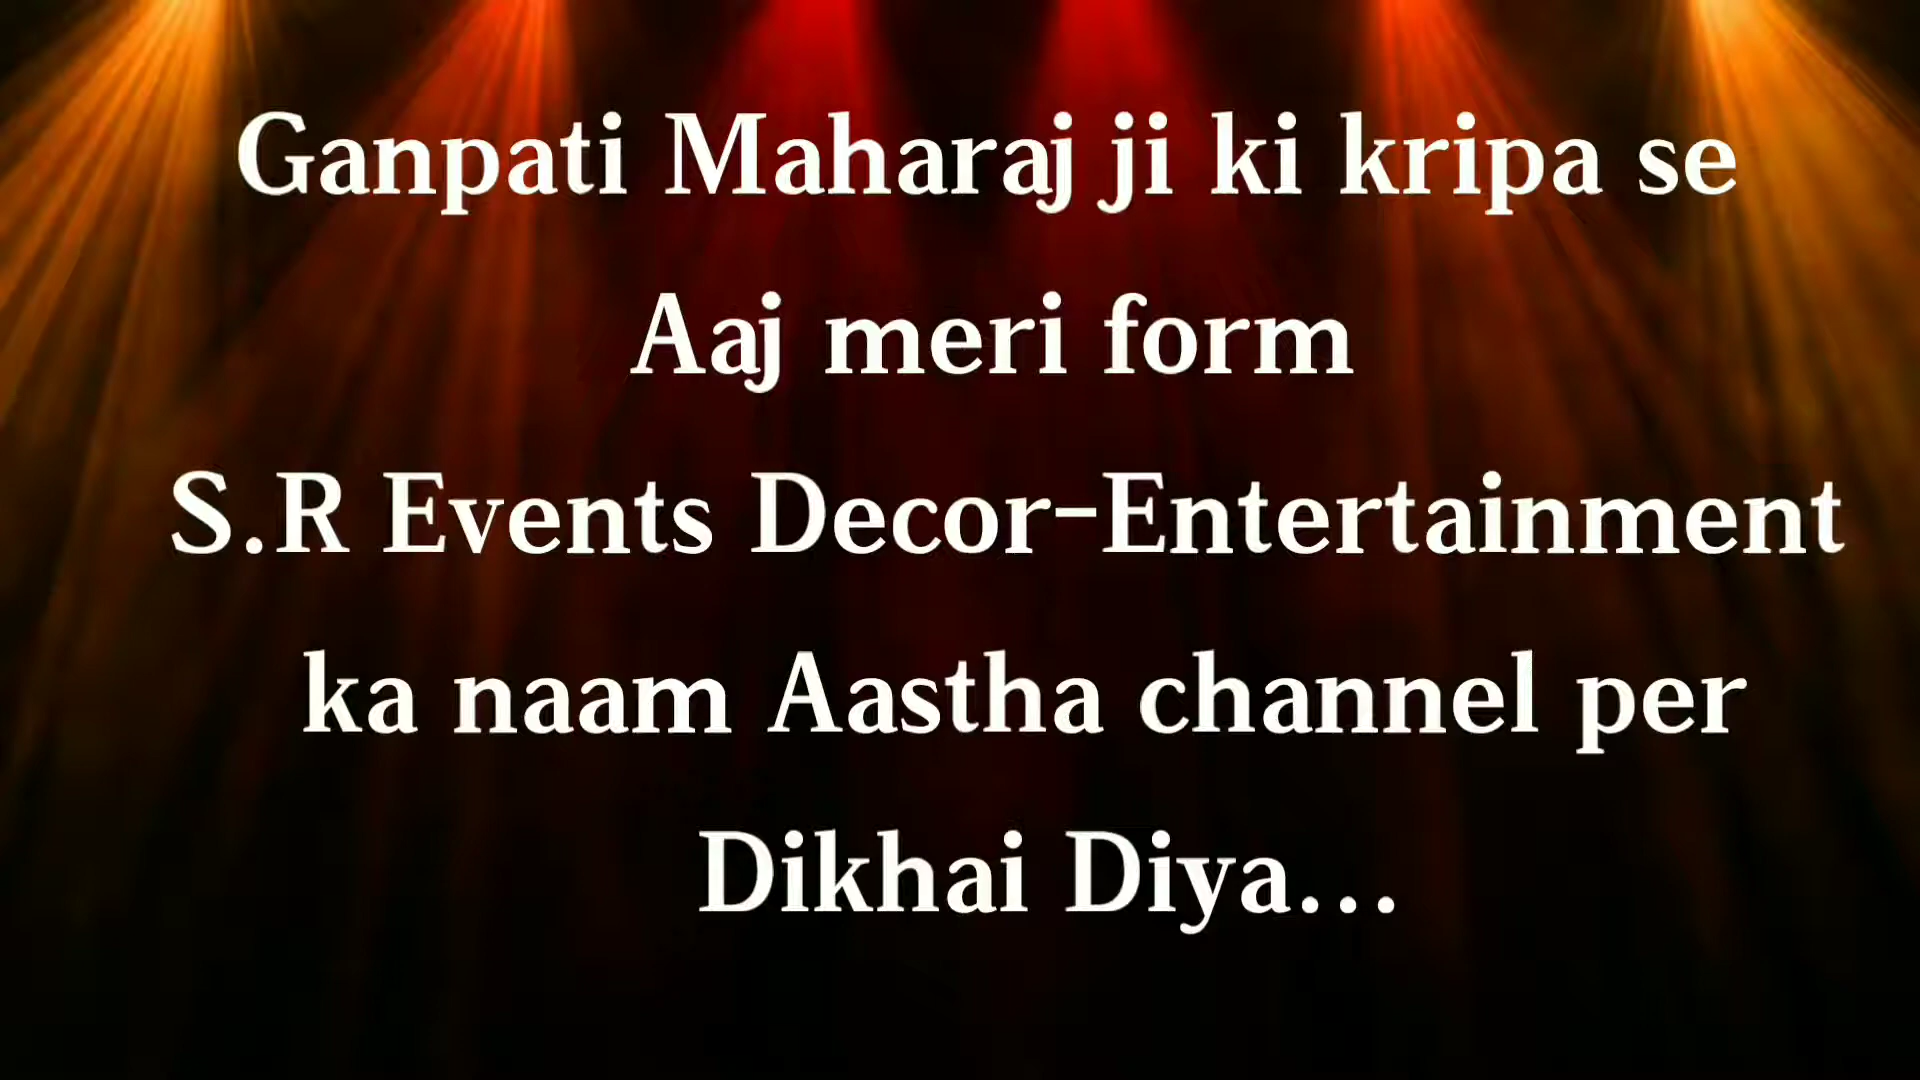 Ganpati Maharaj ji ki kripa se
Aaj meri form
S.R Events Decor-Entertainment
ka naam Aastha channel per
Dikhai Diya...